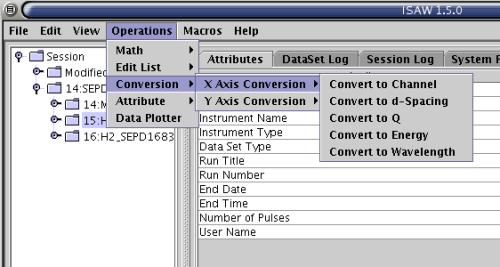 ISAW 1.5.0
File Edit View Operations Macros Help
Session
Modified
14:SEPD
14:M
15:H
16:H2_SEPD1683
Math
Edit List
Conversion
Attribute
Data Plotter
X Axis Conversion
Y Axis Conversion
Convert to Channel
Convert to d-Spacing
Convert to Q
Convert to Energy
Convert to Wavelength
Attributes DataSet Log Session Log System
Instrument Name
Instrument Type
Data Set Type
Run Title
Run Number
End Date
End Time
Number of Pulses
User Name